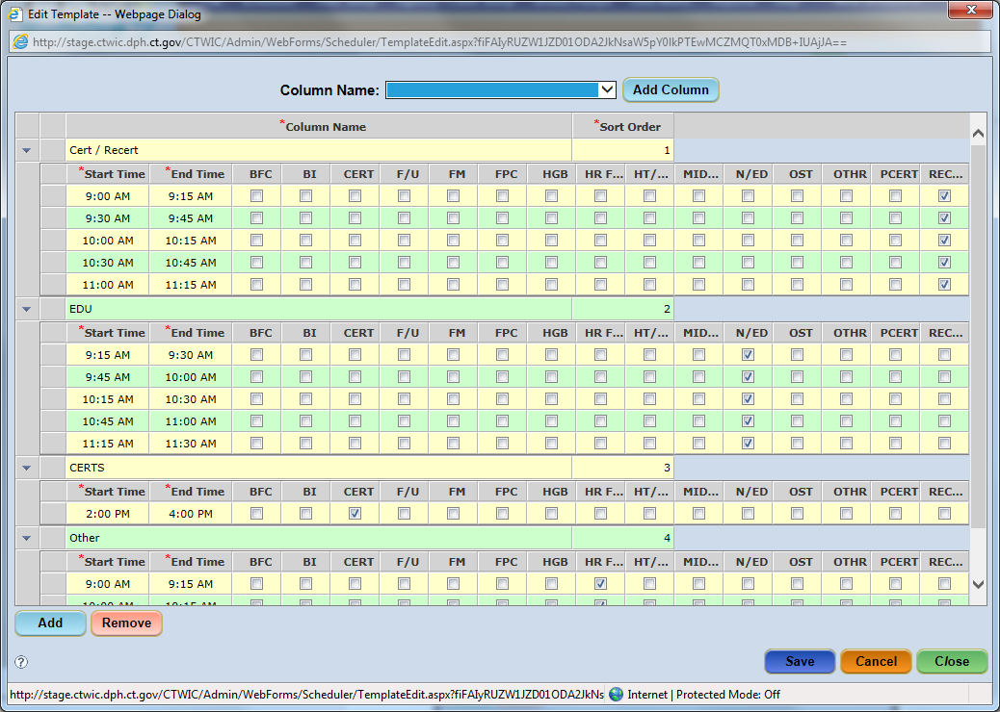 Edit Template -- Webpage Dialog
http://stage.ctwic.dph.ct.gov/CTWIC/Admin/WebForms/Scheduler/TemplateEdit.aspx?fiFAIyRUZW1JZD01ODA2JkNsaW5pY0lkPTEwMCZMQT0xMDB+IUAjJA==
Column Name: Add Column
*Column Name *Sort Order
Cert / Recert 1
*Start Time *End Time BFC BI CERT F/U FM FPC HGB HR F... HT/... MID... N/ED OST OTHR PCERT REC...
9:00 AM 9:15 AM
9:30 AM 9:45 AM
10:00 AM 10:15 AM
10:30 AM 10:45 AM
11:00 AM 11:15 AM
EDU 2
*Start Time *End Time BFC BI CERT F/U FM FPC HGB HR F... HT/... MID... N/ED OST OTHR PCERT REC...
9:15 AM 9:30 AM
9:45 AM 10:00 AM
10:15 AM 10:30 AM
10:45 AM 11:00 AM
11:15 AM 11:30 AM
CERTS 3
*Start Time *End Time BFC BI CERT F/U FM FPC HGB HR F... HT/... MID... N/ED OST OTHR PCERT REC...
2:00 PM 4:00 PM
Other 4
*Start Time *End Time BFC BI CERT F/U FM FPC HGB HR F... HT/... MID... N/ED OST OTHR PCERT REC...
9:00 AM 9:15 AM
10:00 AM 10:15 AM
Add Remove
?
Save Cancel Close
http://stage.ctwic.dph.ct.gov/CTWIC/Admin/WebForms/Scheduler/TemplateEdit.aspx?fiFAIyRUZW1JZD01ODA2JkNs Internet | Protected Mode: Off